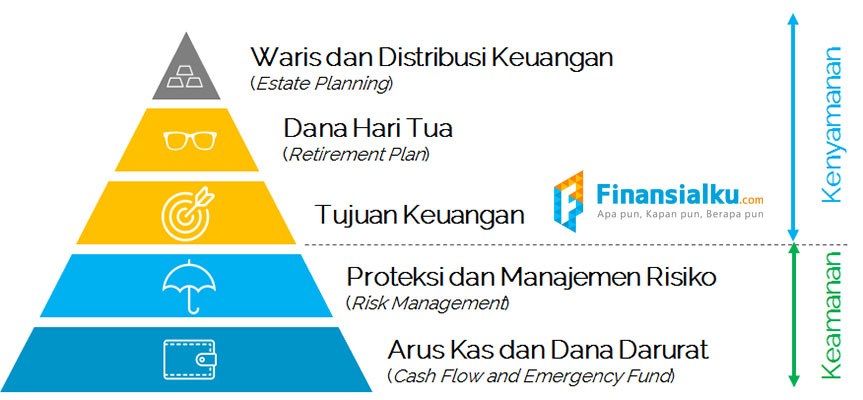 Waris dan Distribusi Keuangan
(Estate Planning)
Dana Hari Tua
(Retirement Plan)
Tujuan Keuangan
Finansialku.com
Apa pun, Kapan pun, Berapa pun
Proteksi dan Manajemen Risiko
(Risk Management)
Arus Kas dan Dana Darurat
(Cash Flow and Emergency Fund)
Kenyamanan
Keamanan